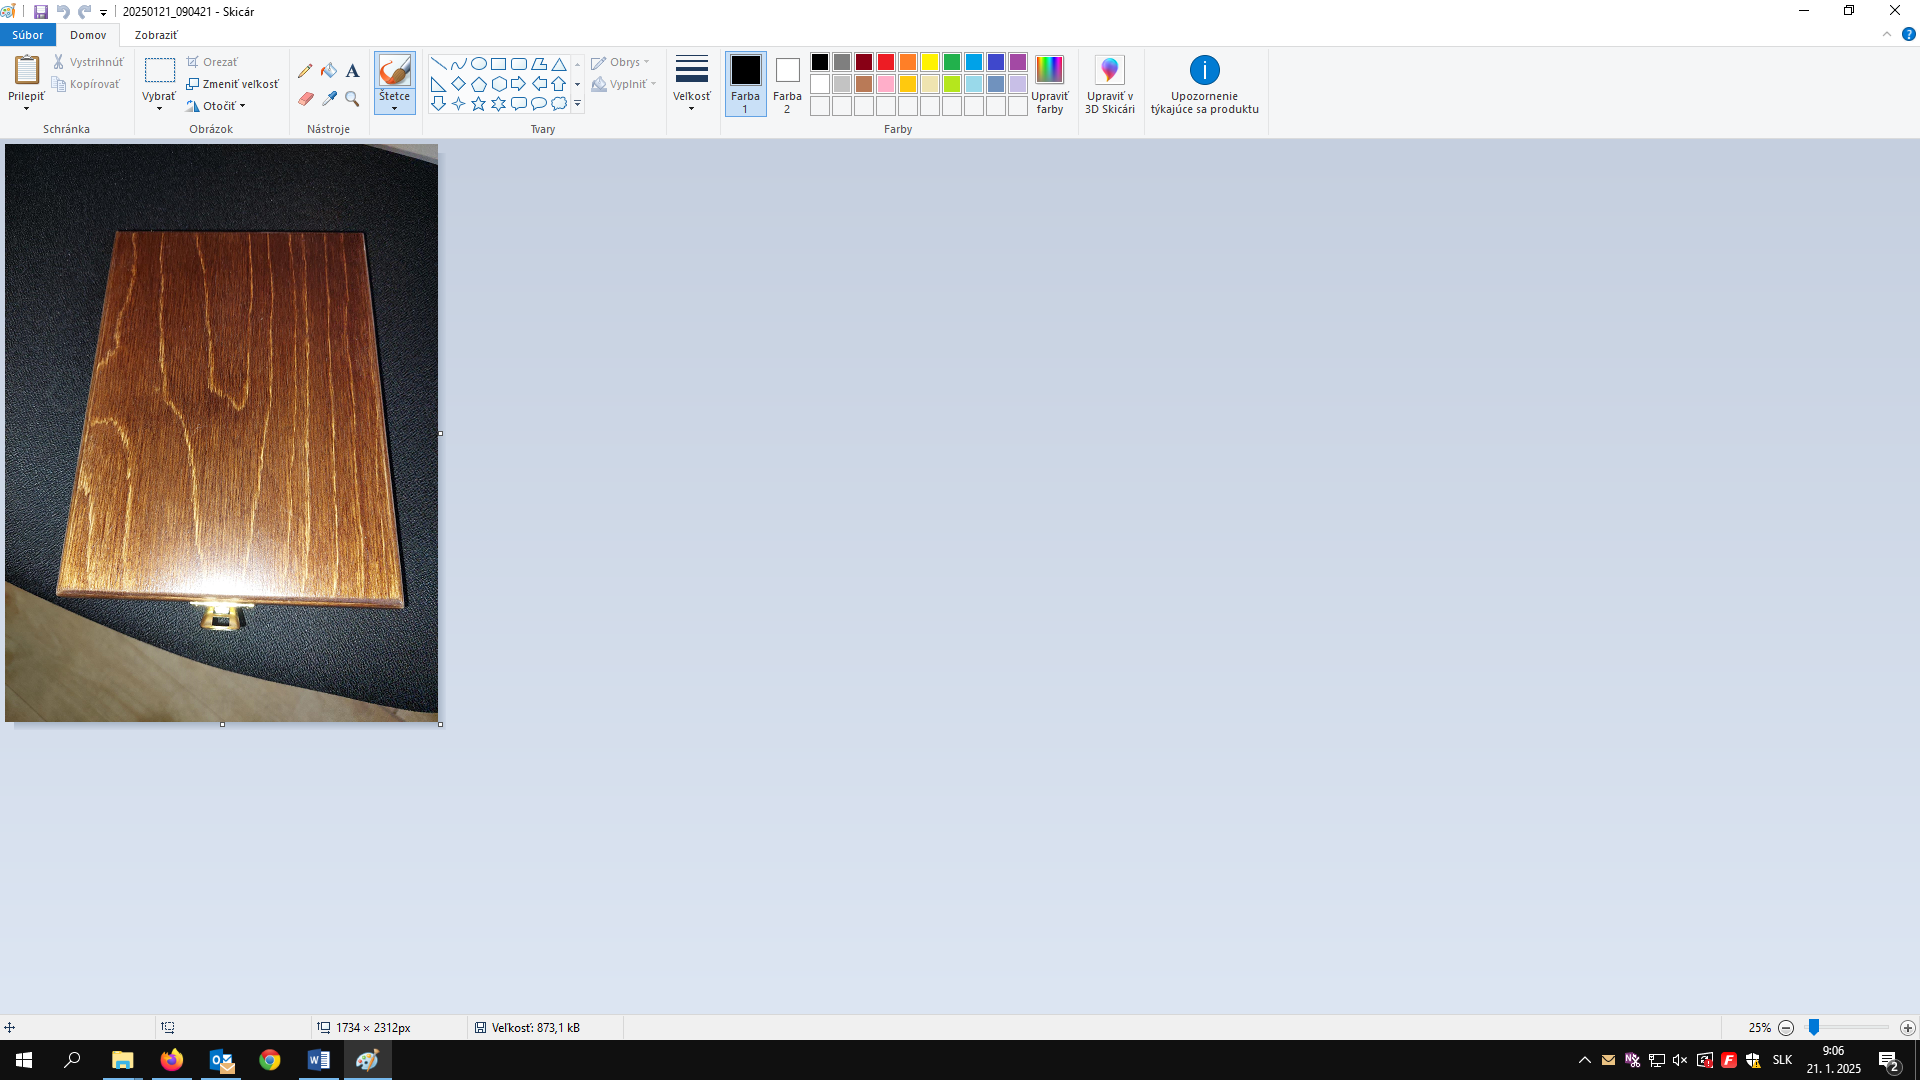 20250121_090421 - Skicár
Súbor
Domov
Zobraziť
Prilepiť
Vystrihnúť
Kopírovať
Schránka
Vybrať
Orezať
Zmeniť veľkosť
Otočiť
Obrázok
A
Nástroje
Štetce
Obrys
Vyplniť
Tvary
Veľkosť
Farba
1
Farba
2
Upraviť
farby
Farby
Upraviť v
3D Skicári
Upozornenie
týkajúce sa produktu
1734 × 2312px
Veľkosť: 873,1 kB
25%
SLK
9:06
21. 1. 2025
2